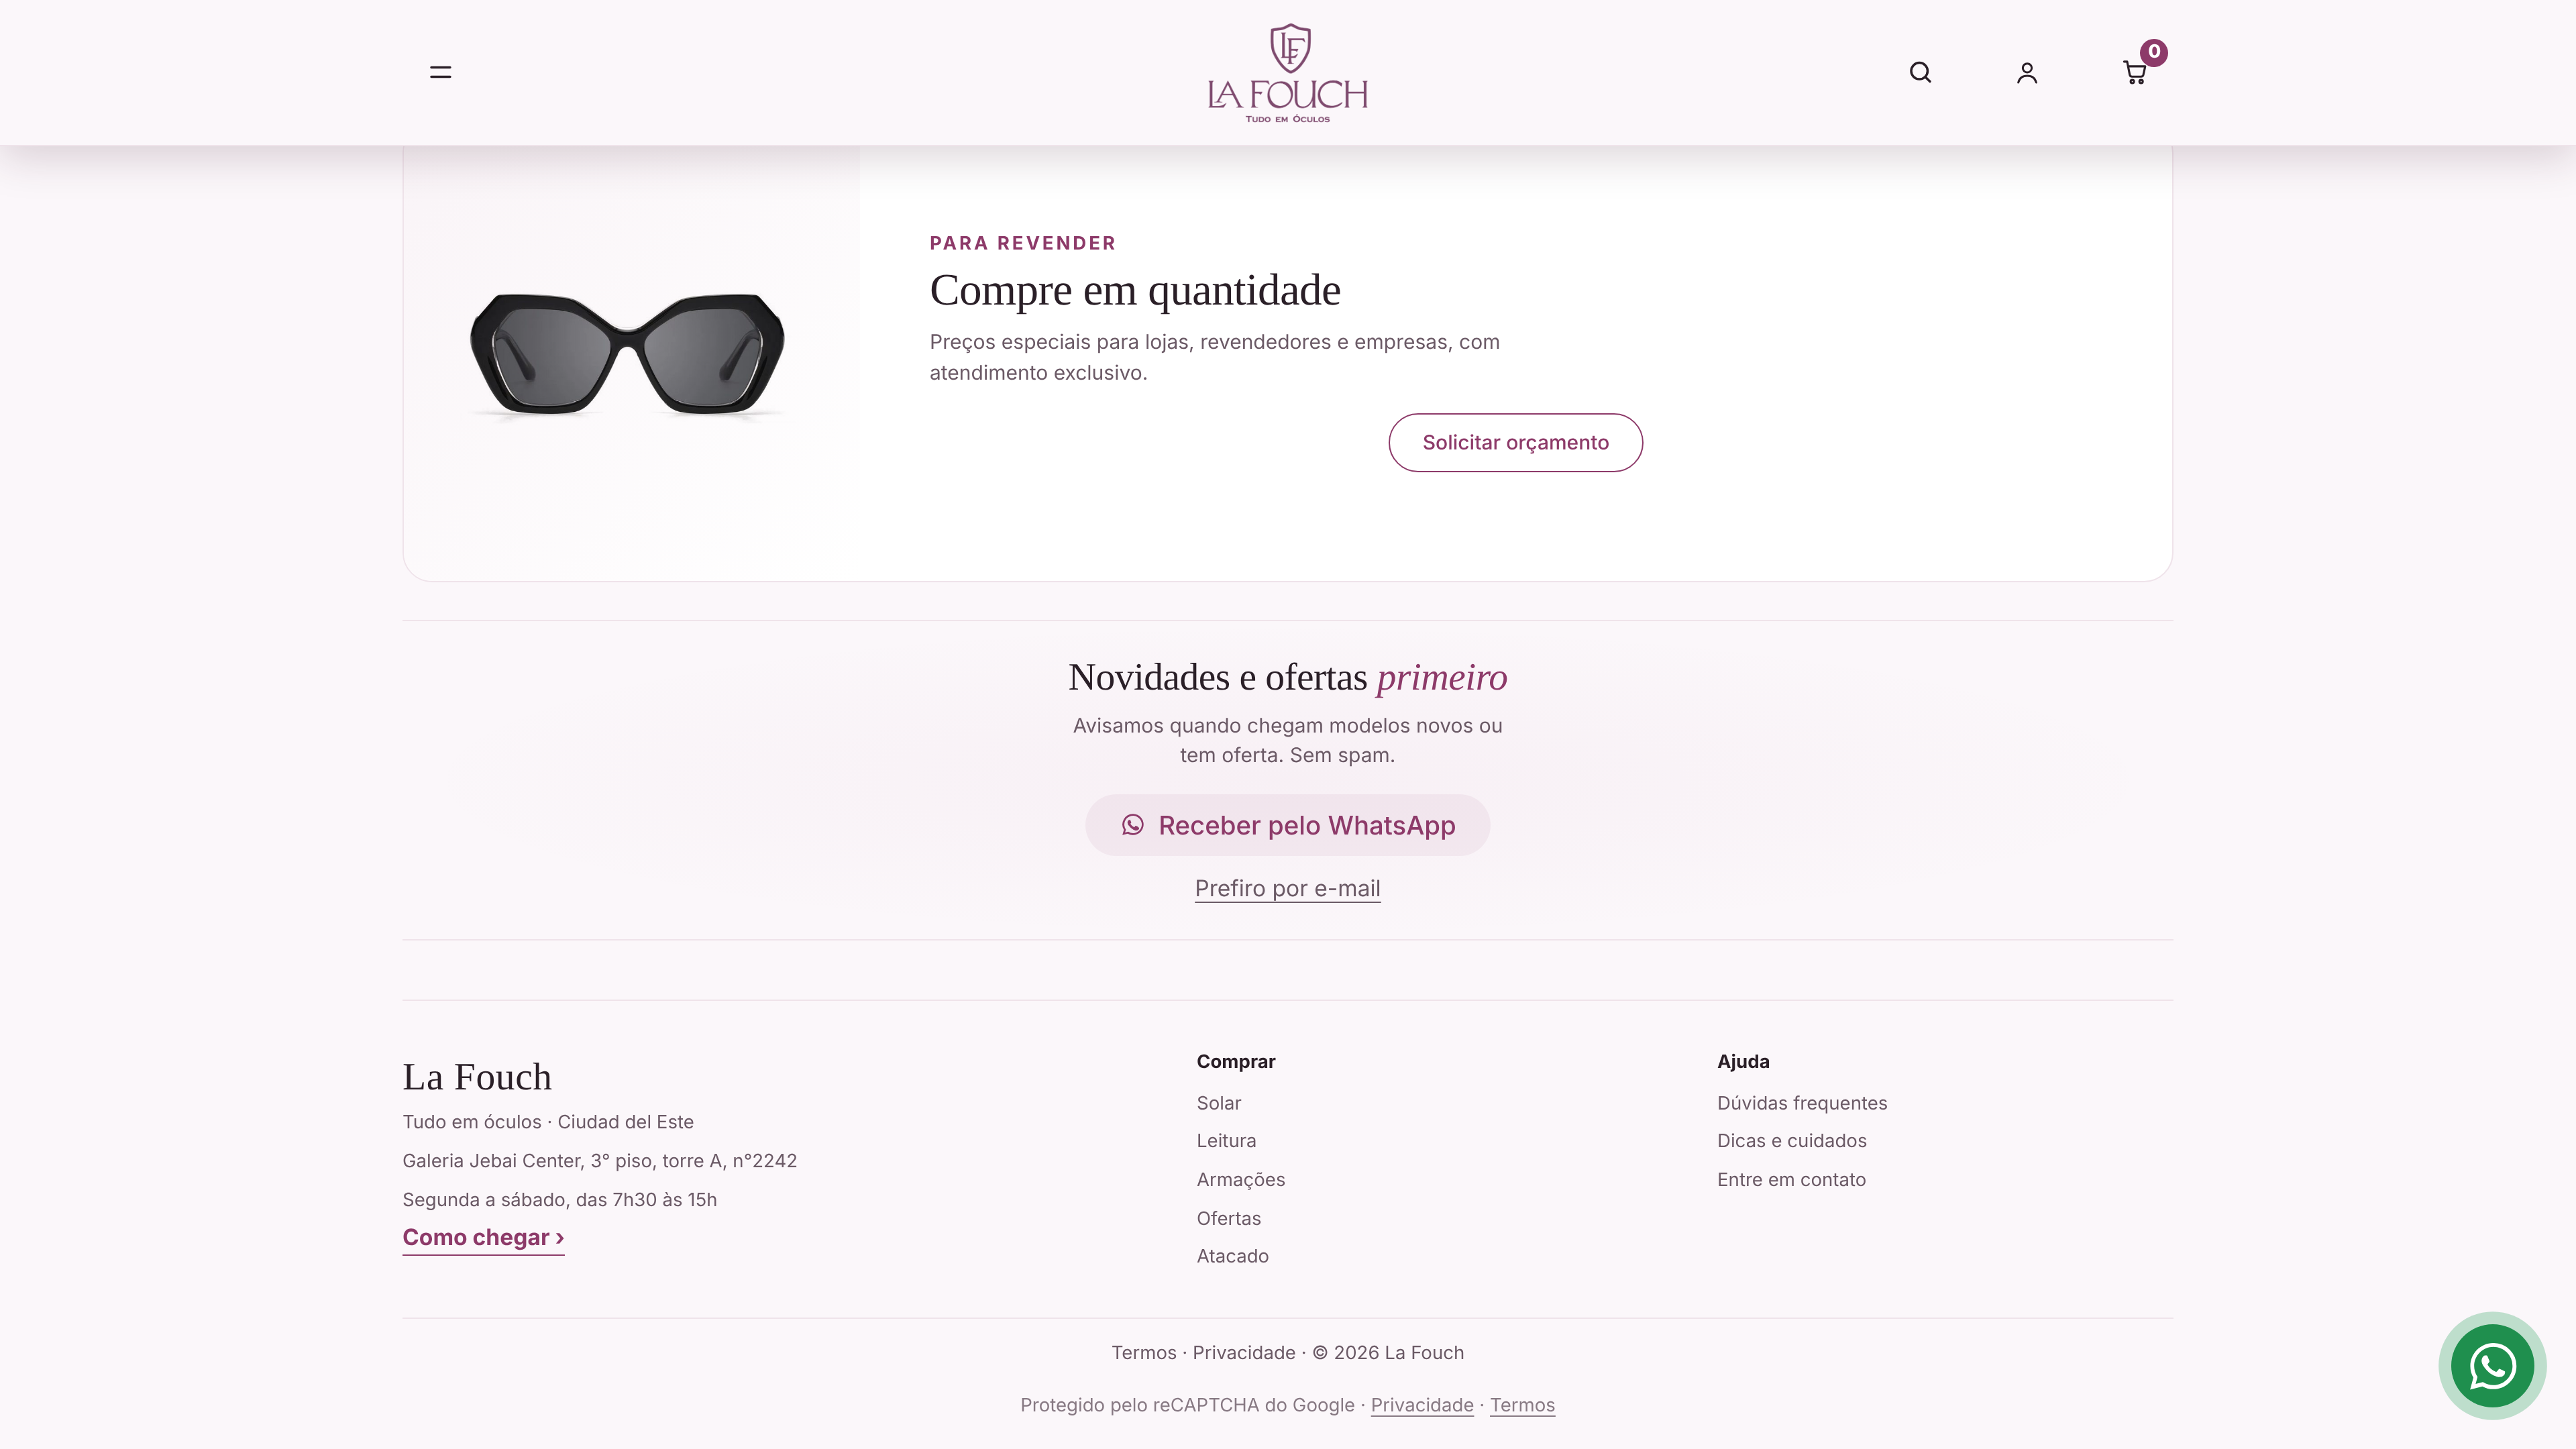 LF
LA FOUCH
Tudo em Óculos
0
PARA REVENDER
Compre em quantidade
Preços especiais para lojas, revendedores e empresas, com
atendimento exclusivo.
Solicitar orçamento
Novidades e ofertas primeiro
Avisamos quando chegam modelos novos ou
tem oferta. Sem spam.
Receber pelo WhatsApp
Prefiro por e-mail
La Fouch
Tudo em óculos · Ciudad del Este
Galeria Jebai Center, 3° piso, torre A, n°2242
Segunda a sábado, das 7h30 às 15h
Como chegar ›
Comprar
Solar
Leitura
Armações
Ofertas
Atacado
Ajuda
Dúvidas frequentes
Dicas e cuidados
Entre em contato
Termos · Privacidade · © 2026 La Fouch
Protegido pelo reCAPTCHA do Google · Privacidade · Termos